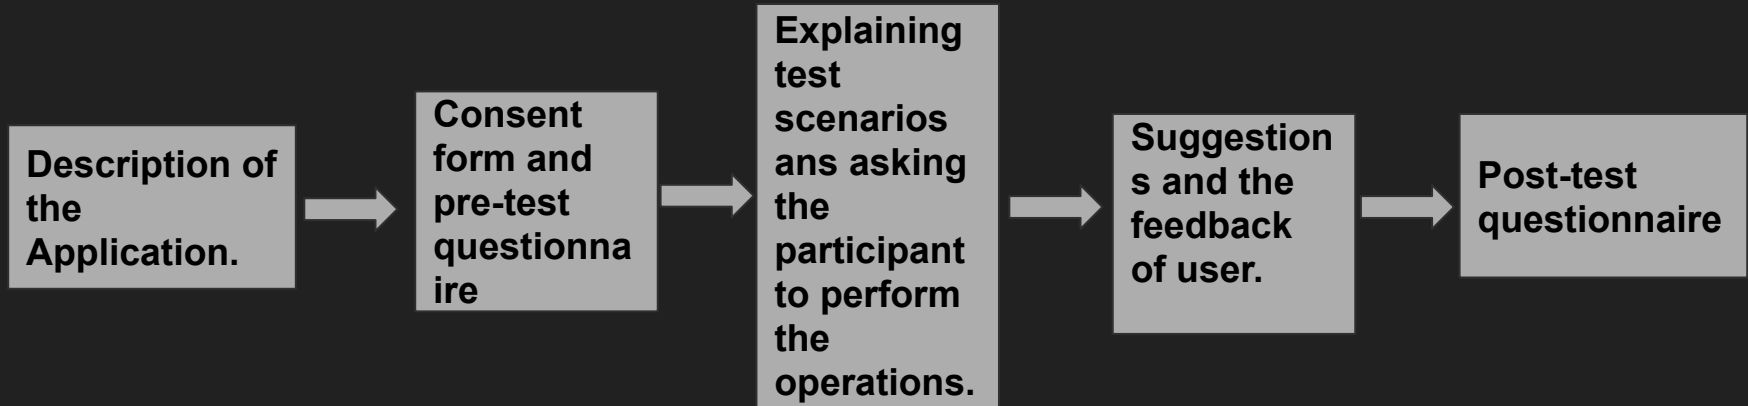 Description of
the
Application.
Consent
form and
pre-test
questionna
ire
Explaining
test
scenarios
ans asking
the
participant
to perform
the
operations.
Suggestion
s and the
feedback
of user.
Post-test
questionnaire